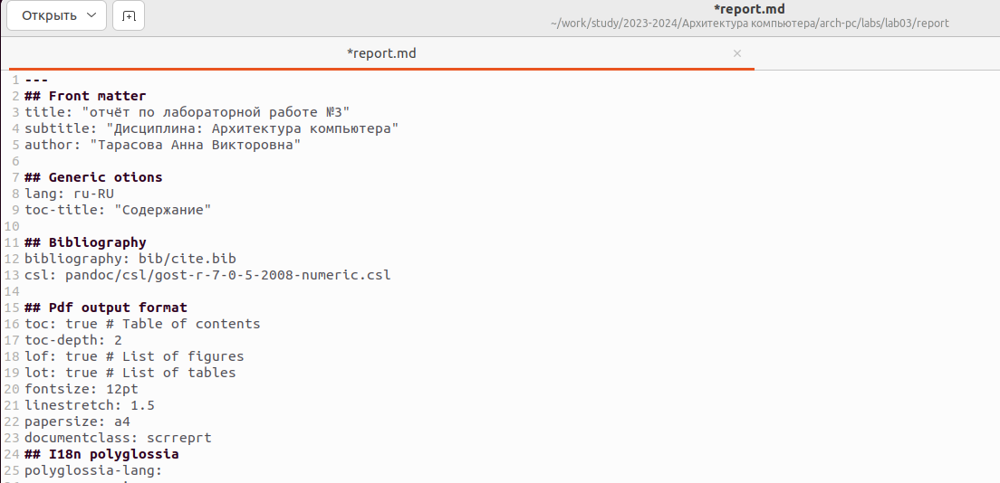 Открыть
*report.md
~/work/study/2023-2024/Архитектура компьютера/arch-pc/labs/lab03/report
*report.md
1 ---
2 ## Front matter
3 title: "отчёт по лабораторной работе №3"
4 subtitle: "Дисциплина: Архитектура компьютера"
5 author: "Тарасова Анна Викторовна"
6
7 ## Generic otions
8 lang: ru-RU
9 toc-title: "Содержание"
10
11 ## Bibliography
12 bibliography: bib/cite.bib
13 csl: pandoc/csl/gost-r-7-0-5-2008-numeric.csl
14
15 ## Pdf output format
16 toc: true # Table of contents
17 toc-depth: 2
18 lof: true # List of figures
19 lot: true # List of tables
20 fontsize: 12pt
21 linestretch: 1.5
22 papersize: a4
23 documentclass: scrreprt
24 ## I18n polyglossia
25 polyglossia-lang: